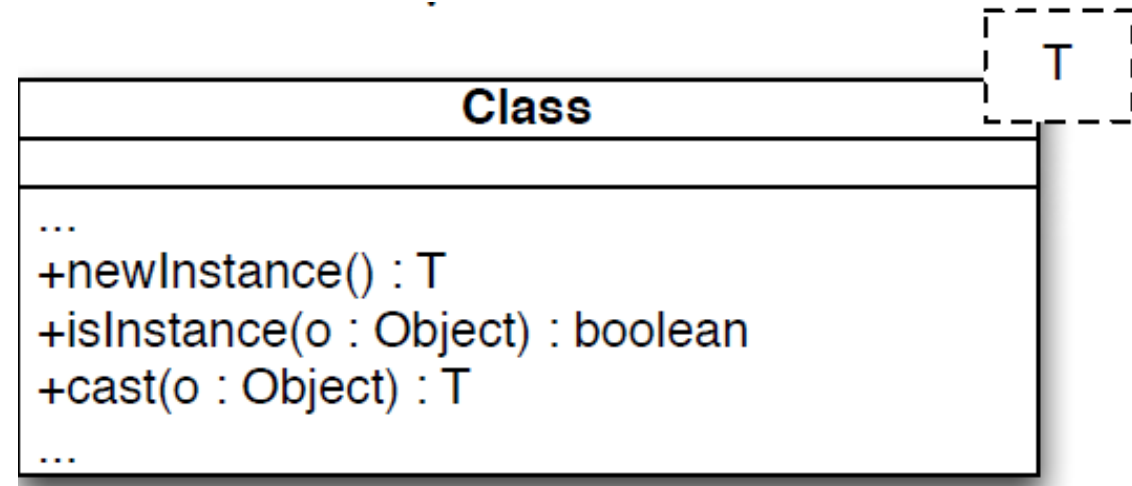 T
Class
...
+newInstance() : T
+isInstance(o : Object) : boolean
+cast(o : Object) : T
...